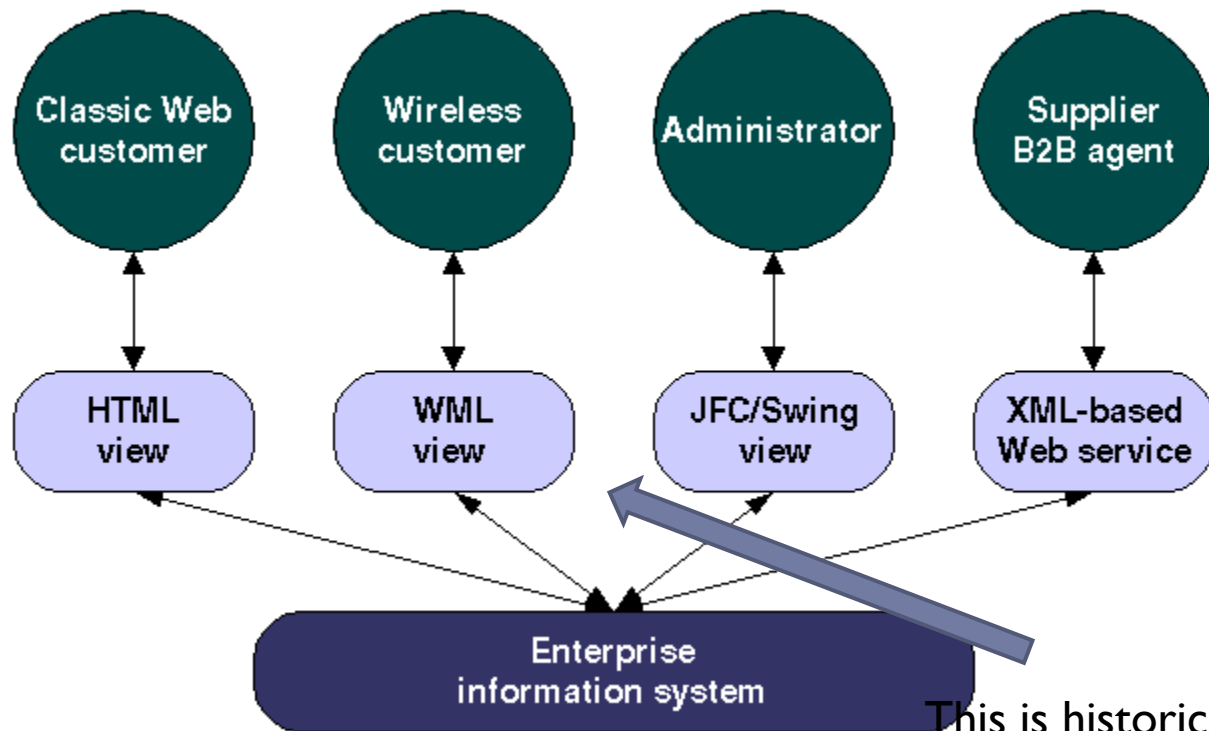 Classic Web
customer
Wireless
customer
Administrator
Supplier
B2B agent
HTML
view
WML
view
JFC/Swing
view
XML-based
Web service
Enterprise
information system
This is historic